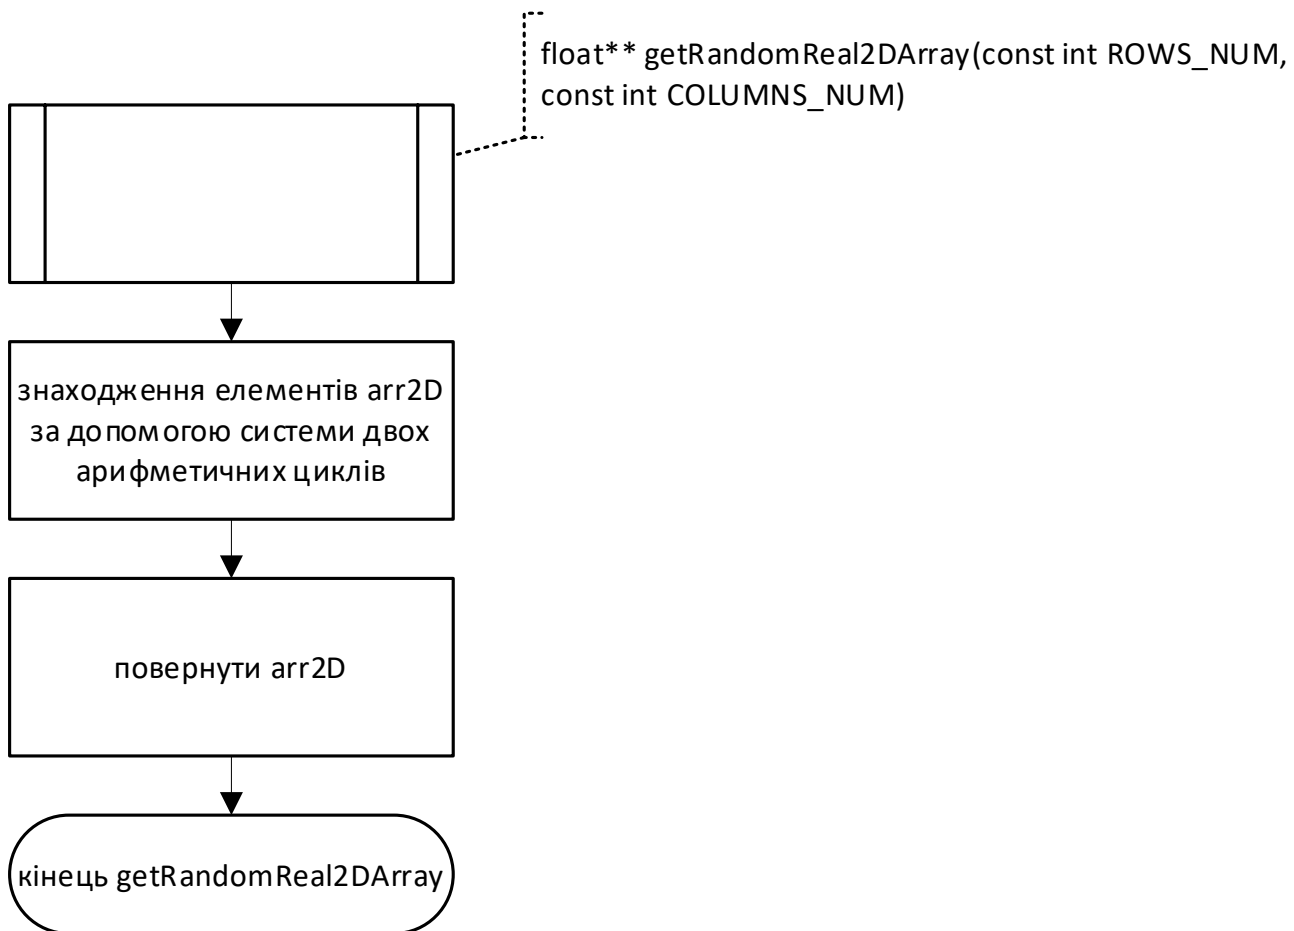 float** getRandomReal2DArray(const int ROWS_NUM,
const int COLUMNS_NUM)
знаходження елементів arr2D
за допомогою системи двох
арифметичних циклів
повернути arr2D
кінець getRandomReal2DArray